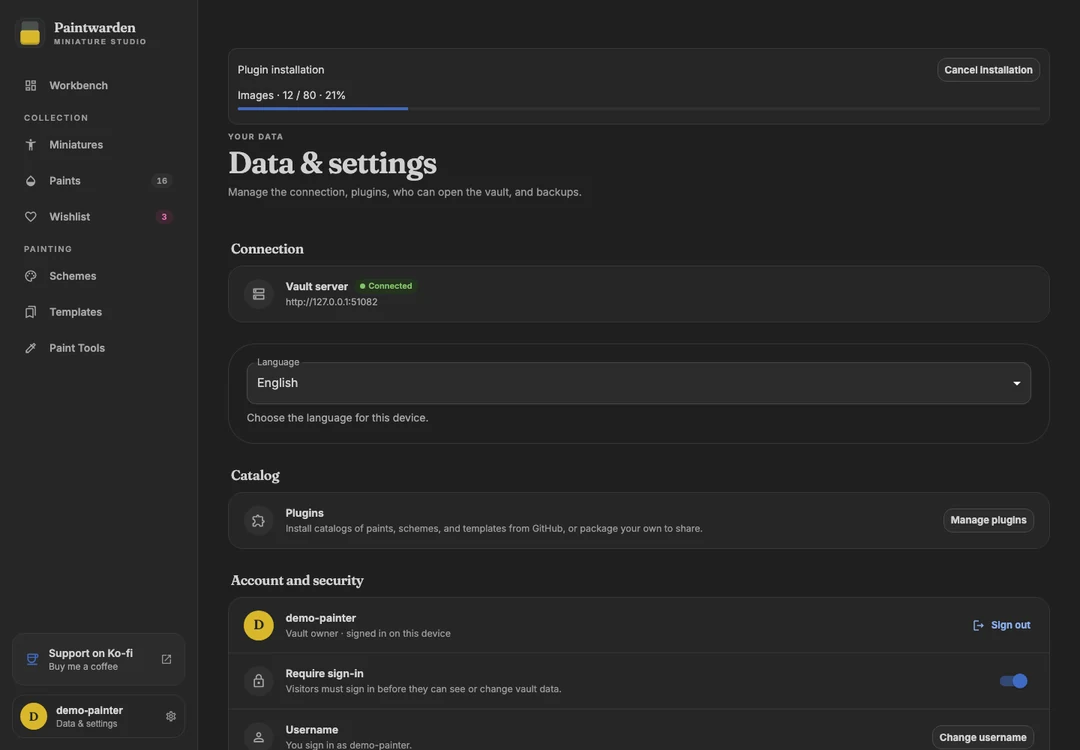 Paintwarden
MINIATURE STUDIO
Workbench
COLLECTION
Miniatures
Paints 16
Wishlist 3
PAINTING
Schemes
Templates
Paint Tools
Support on Ko-fi
Buy me a coffee
D
demo-painter
Data & settings
Plugin installation
Cancel Installation
Images · 12 / 80 · 21%
YOUR DATA
Data & settings
Manage the connection, plugins, who can open the vault, and backups.
Connection
Vault server Connected
http://127.0.0.1:51082
Language
English
Choose the language for this device.
Catalog
Plugins
Install catalogs of paints, schemes, and templates from GitHub, or package your own to share.
Manage plugins
Account and security
D
demo-painter
Vault owner · signed in on this device
Sign out
Require sign-in
Visitors must sign in before they can see or change vault data.
Username
You sign in as demo-painter.
Change username